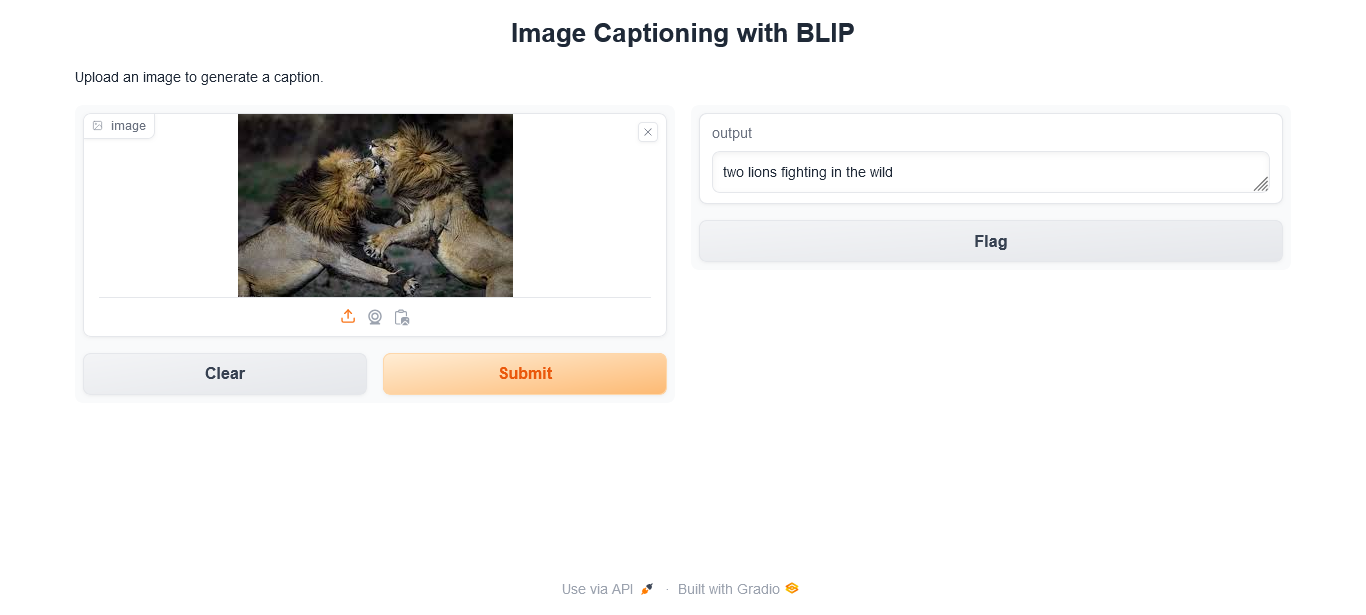 Image Captioning with BLIP
Upload an image to generate a caption.
image
Clear
Submit
output
two lions fighting in the wild
Flag
Use via API · Built with Gradio